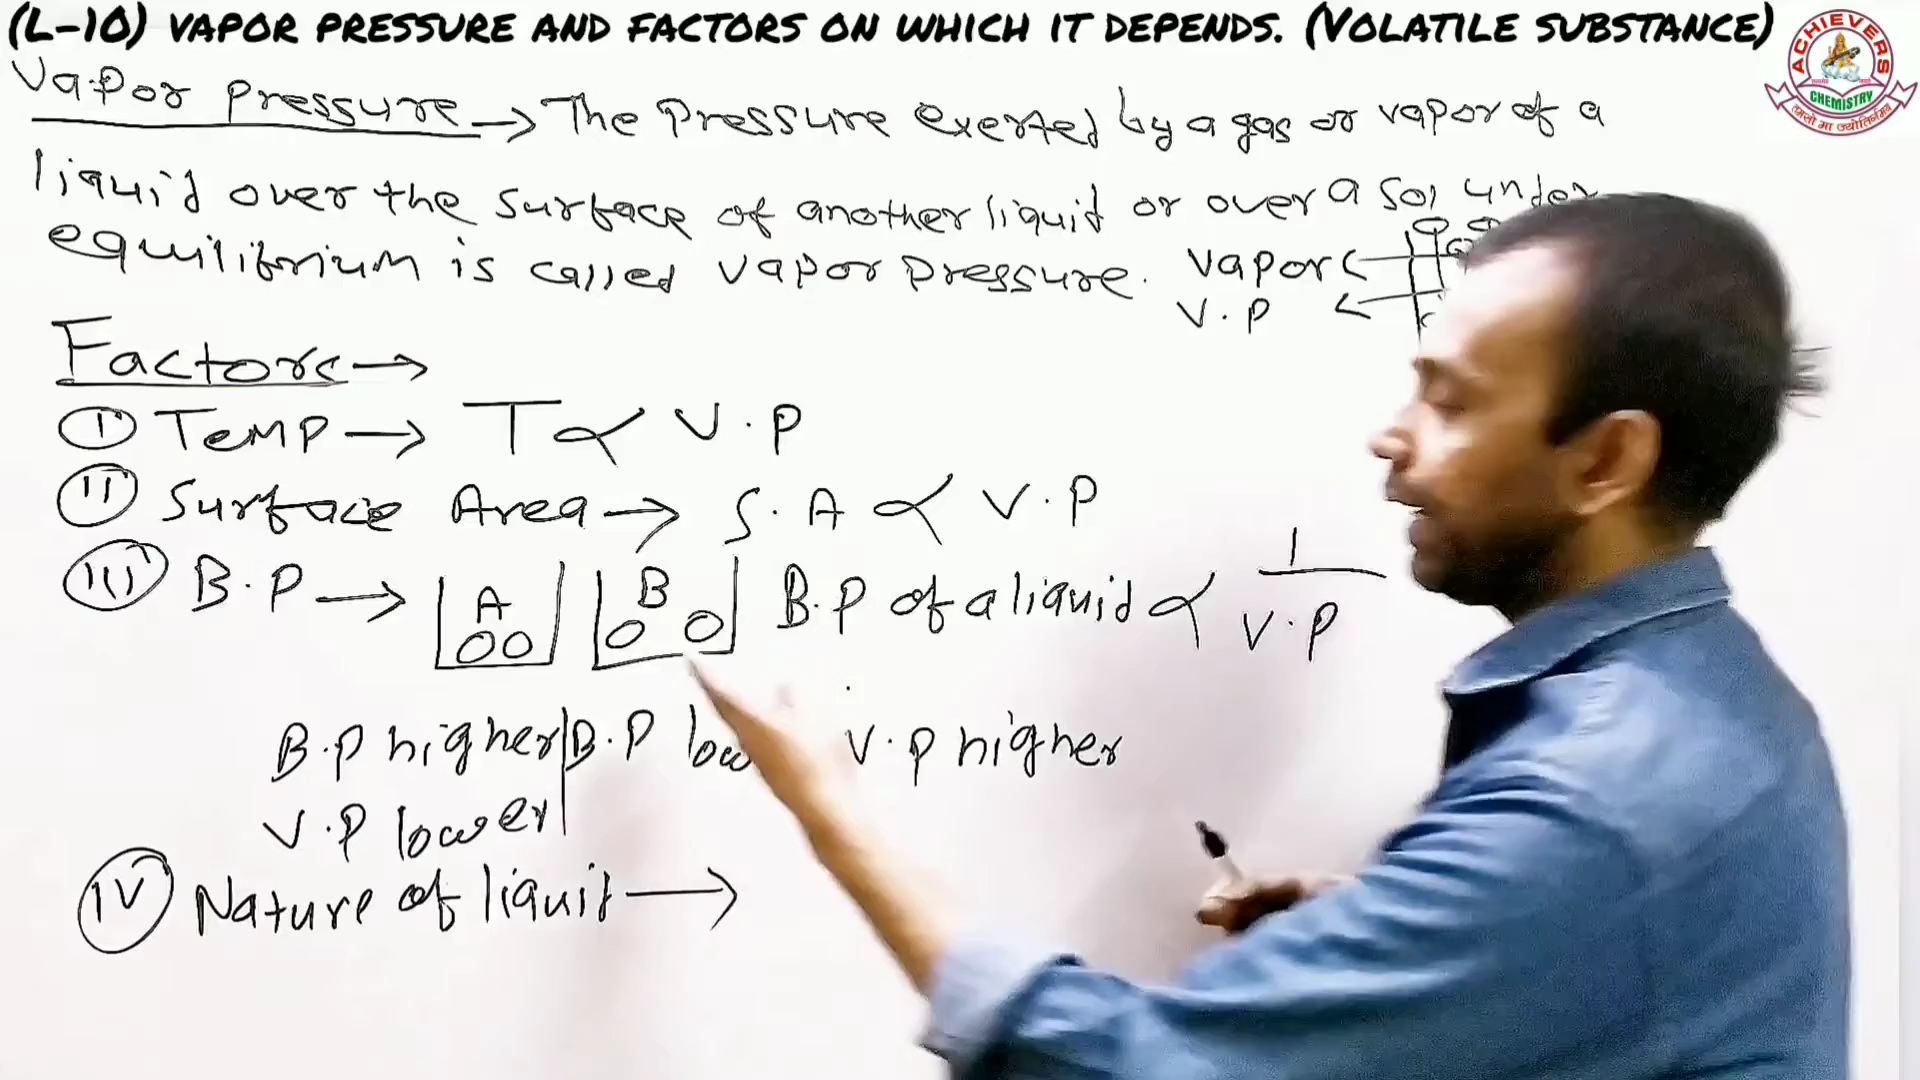 (L-10) VAPOR PRESSURE AND FACTORS ON WHICH IT DEPENDS. (VOLATILE SUBSTANCE)
ACHIEVERS
CHEMISTRY
तमसो मा ज्योतिर्गमय
Vapor pressure → The pressure exerted by a gas or vapor of a
liquid over the surface of another liquid or over a sol under
equilibrium is called vapor pressure. vapor
V.P
Factors →
(i) Temp → T ∝ V.P
(ii) Surface Area → S.A ∝ V.P
(iii) B.P → A B B.P of a liquid ∝ 1/V.P
B.P higher | B.P low V.P higher
V.P lower
(iv) Nature of liquid →